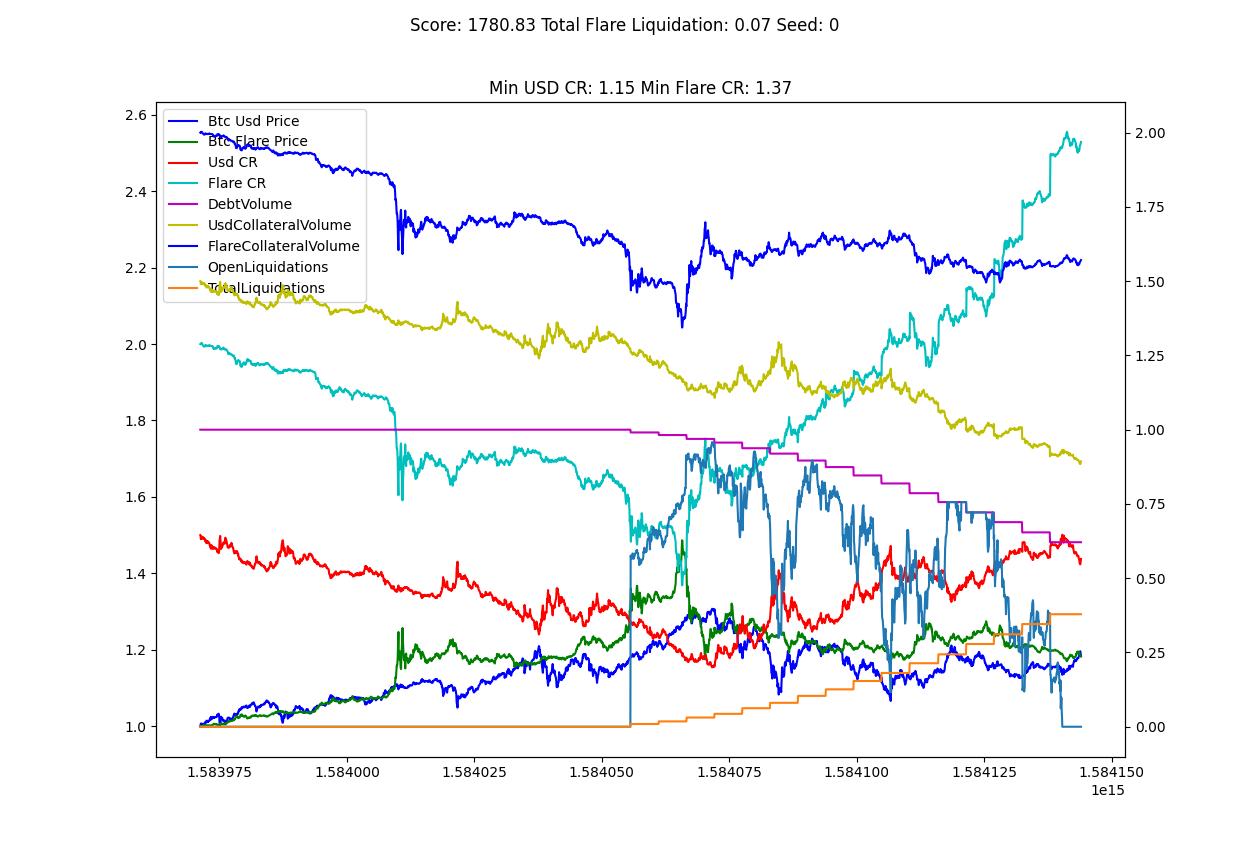 Score: 1780.83 Total Flare Liquidation: 0.07 Seed: 0
Min USD CR: 1.15 Min Flare CR: 1.37
2.6
2.4
2.2
2.0
1.8
1.6
1.4
1.2
1.0
Btc Usd Price
Btc Flare Price
Usd CR
Flare CR
DebtVolume
UsdCollateralVolume
FlareCollateralVolume
OpenLiquidations
TotalLiquidations
2.00
1.75
1.50
1.25
1.00
0.75
0.50
0.25
0.00
1.583975 1.584000 1.584025 1.584050 1.584075 1.584100 1.584125 1.584150
1e15